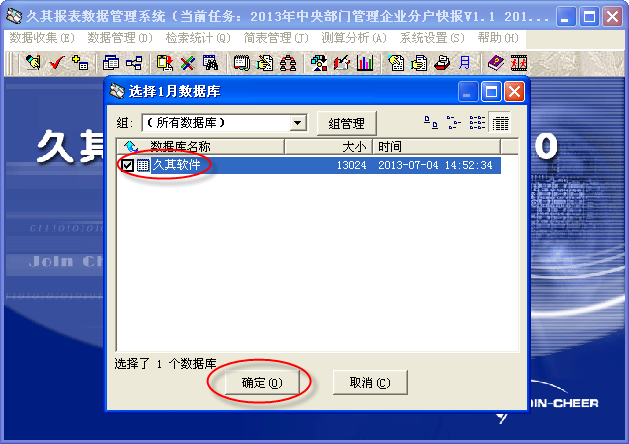 久其报表数据管理系统（当前任务：2013年中央部门管理企业分户快报V1.1 201...
数据收集(E) 数据管理(D) 检索统计(Q) 简表管理(T) 测算分析(A) 系统设置(S) 帮助(H)
月
选择1月数据库
组: (所有数据库) 组管理
数据库名称 大小 时间
久其软件 13024 2013-07-04 14:52:34
选择了 1 个数据库
确定(O) 取消(C)
久其
0
Join Ch
OIN-CHEER